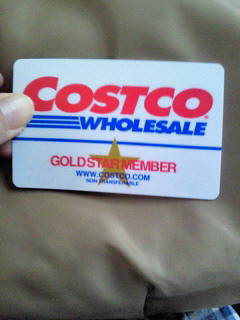 COSTCO
WHOLESALE
GOLD STAR MEMBER
WWW.COSTCO.COM
NON-TRANSFERABLE